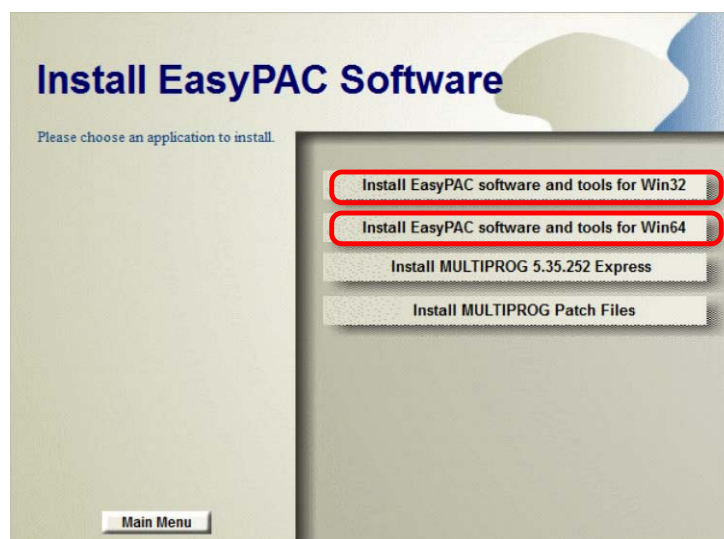 Install EasyPAC Software
Please choose an application to install.
Install EasyPAC software and tools for Win32
Install EasyPAC software and tools for Win64
Install MULTIPROG 5.35.252 Express
Install MULTIPROG Patch Files
Main Menu